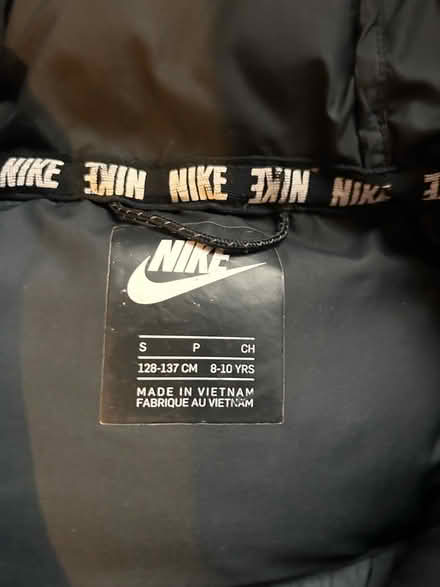 NIKE NIKE NIKE NIKE NIKE
NIKE
S P CH
128-137 CM 8-10 YRS
MADE IN VIETNAM
FABRIQUE AU VIETNAM